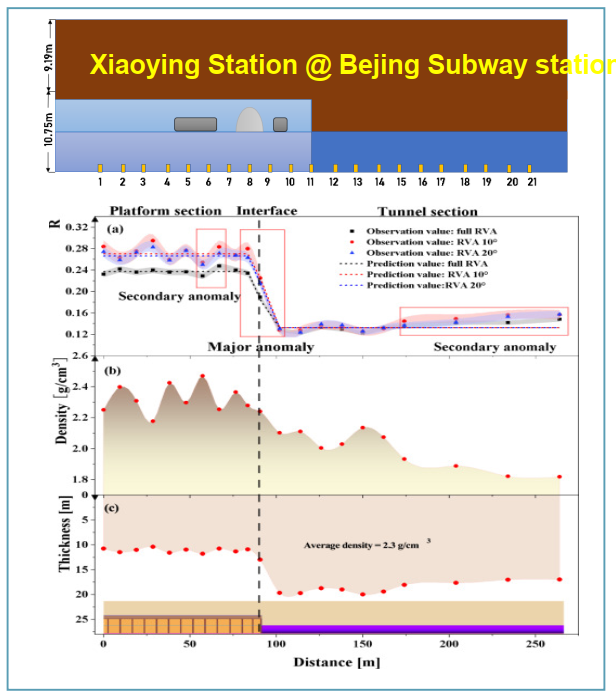 Xiaoying Station @ Bejing Subway station
9.19m
10.75m
1 2 3 4 5 6 7 8 9 10 11 12 13 14 15 16 17 18 19 20 21
R
Platform section Interface Tunnel section
(a)
0.32
0.28
0.24
0.20
0.16
0.12
Observation value: full RVA
Observation value: RVA 10°
Observation value: RVA 20°
Prediction value: full RVA
Prediction value: RVA 10°
Prediction value:RVA 20°
Secondary anomaly
Major anomaly
Secondary anomaly
(b)
Density [g/cm³]
2.6
2.4
2.2
2.0
1.8
0
(c)
Thickness [m]
5
10
15
20
25
Average density = 2.3 g/cm ³
0 50 100 150 200 250
Distance [m]